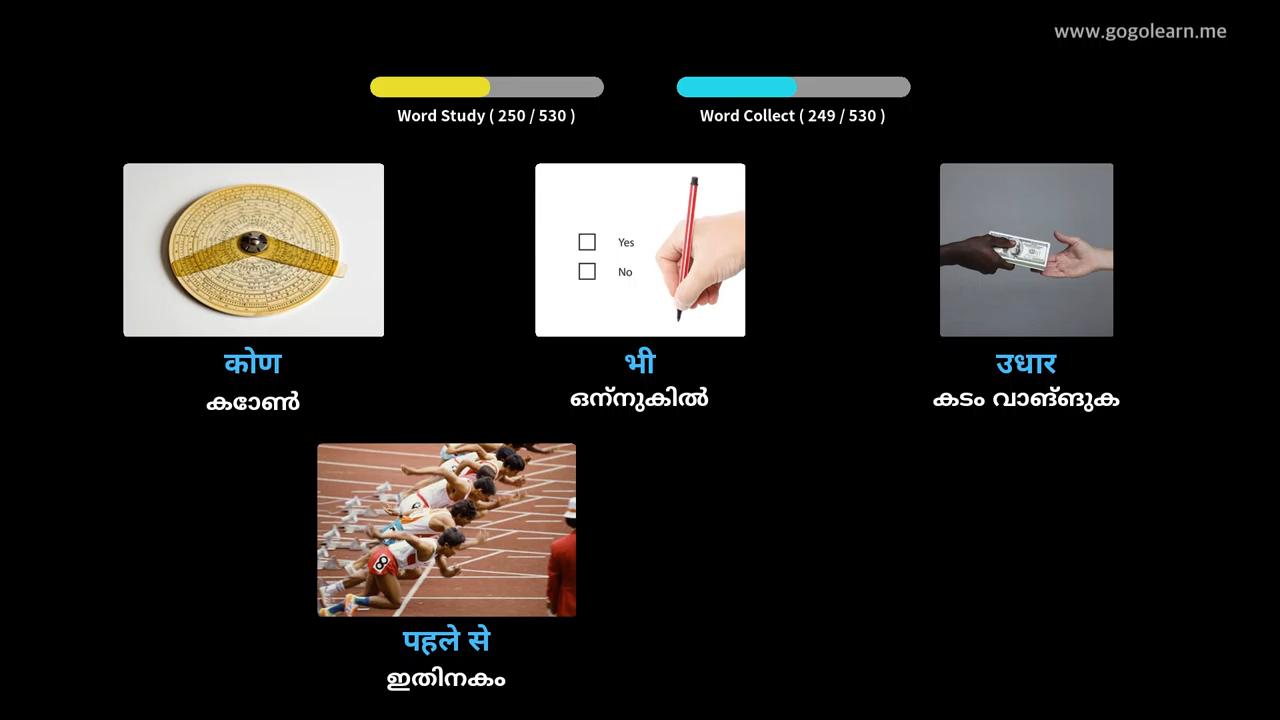 www.gogolearn.me
Word Study ( 250 / 530 )
Word Collect ( 249 / 530 )
Yes
No
कोण
भी
उधार
കോൺ
ഒന്നുകിൽ
കടം വാങ്ങുക
पहले से
ഇതിനകം